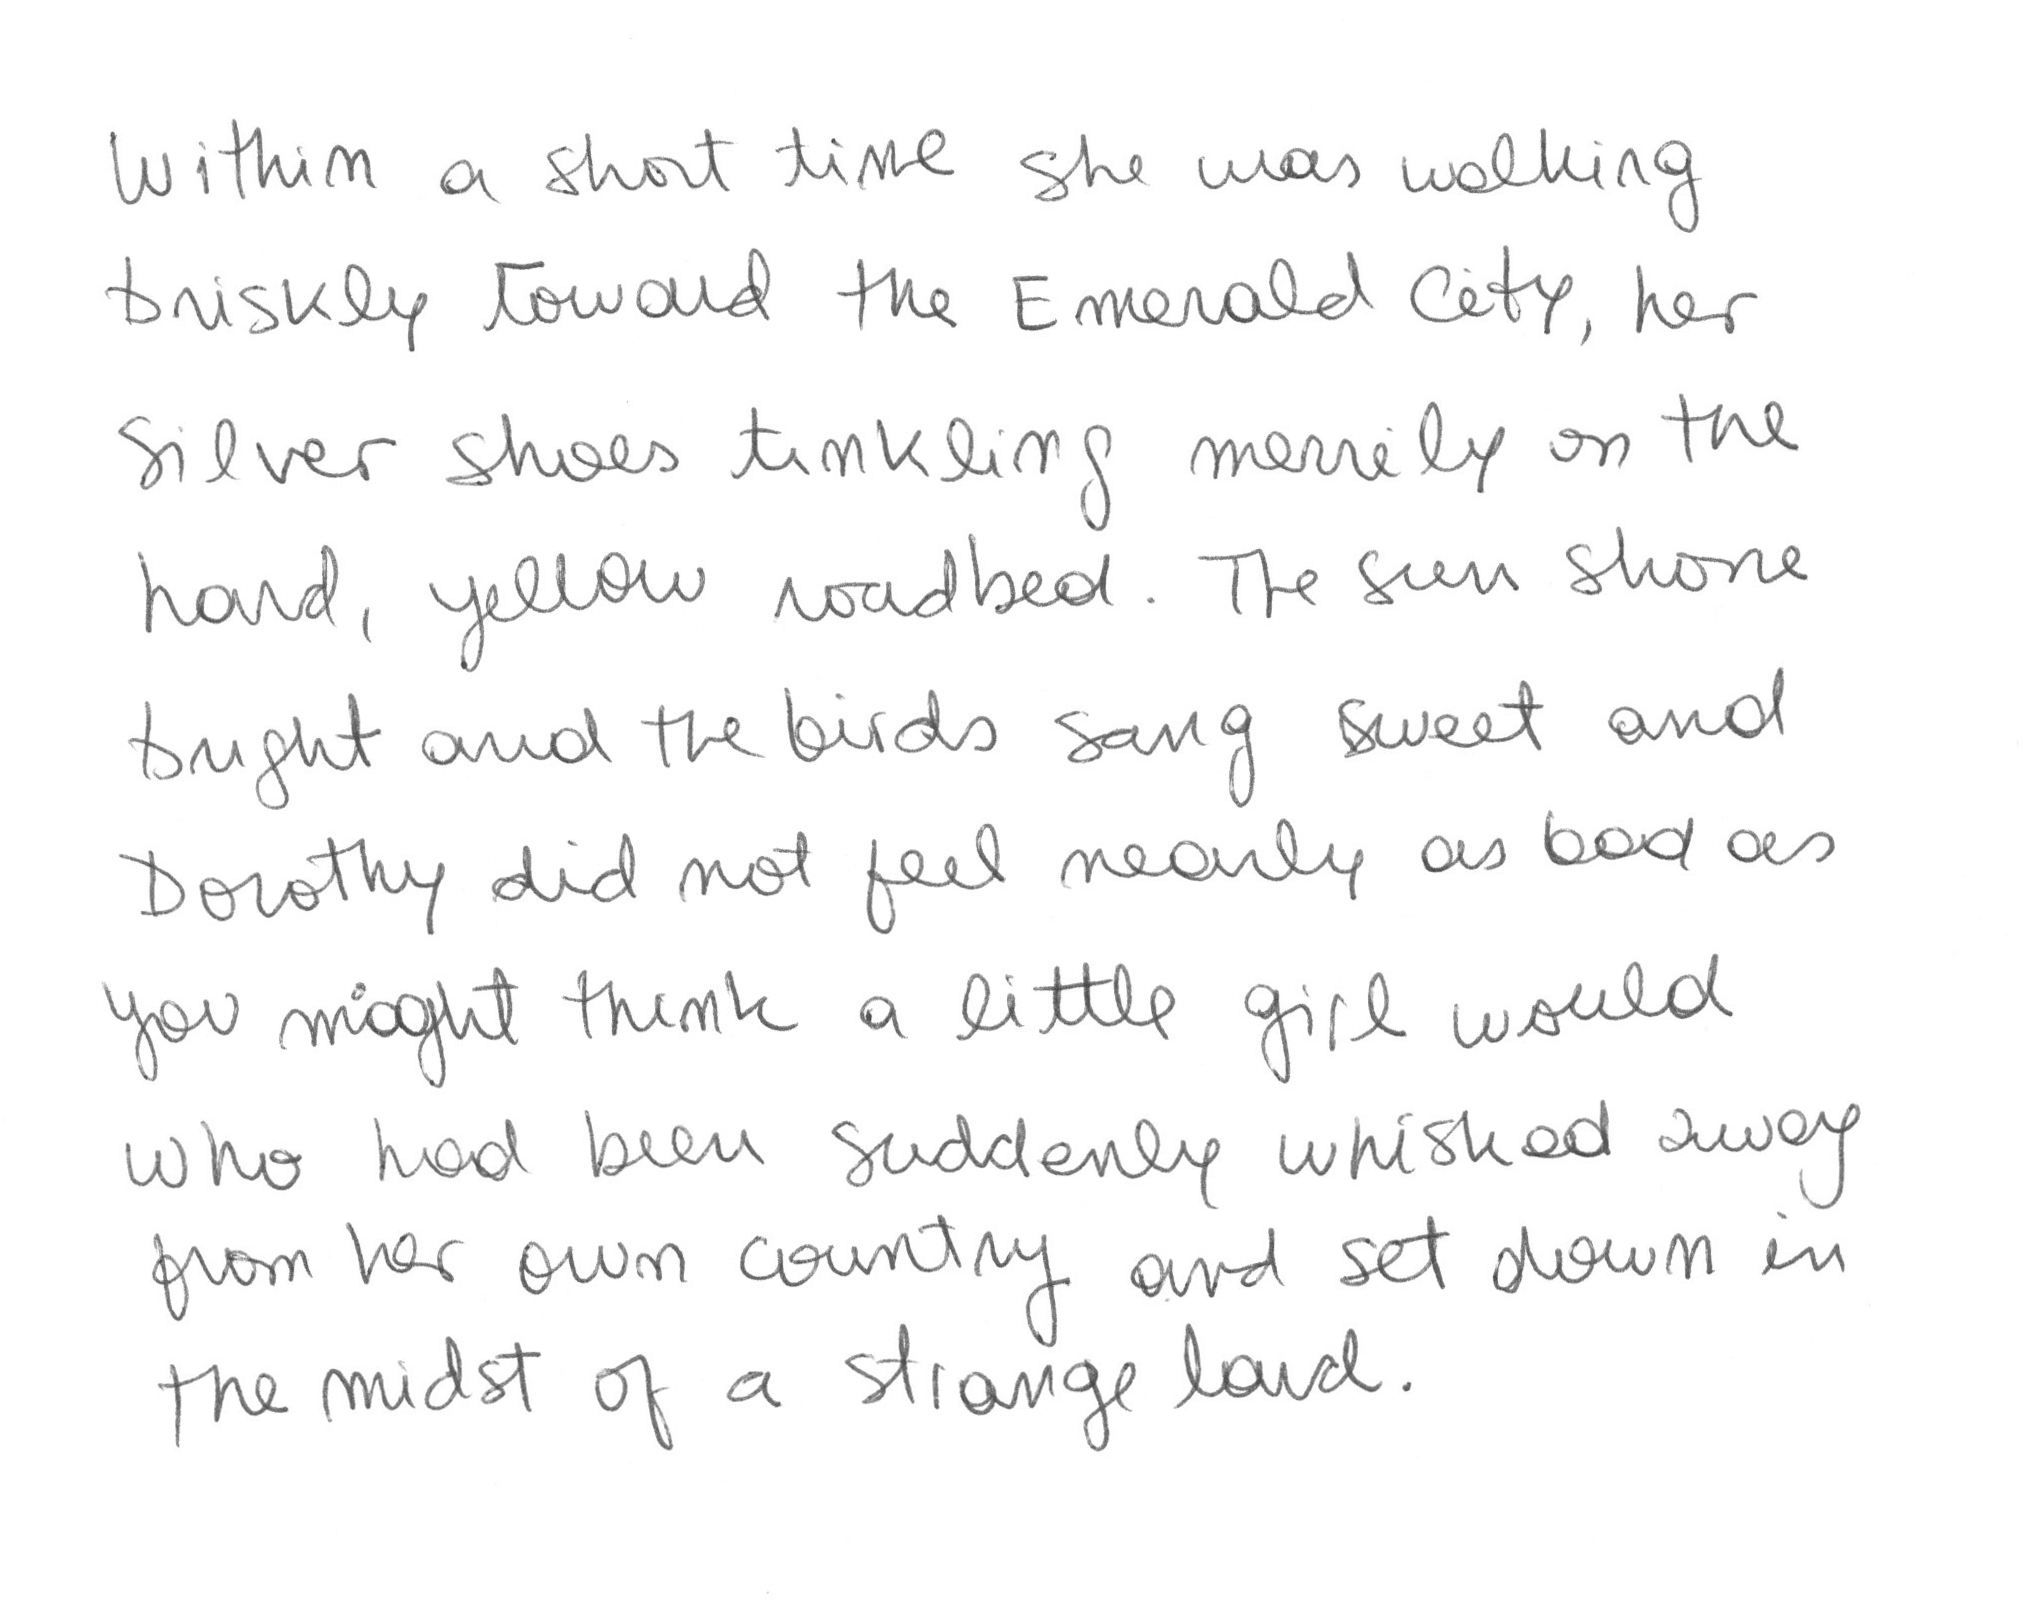 Within a short time she was walking
briskly toward the Emerald City, her
Silver shoes tinkling merrily on the
hard, yellow roadbed. The sun shone
bright and the birds sang sweet and
Dorothy did not feel nearly as bad as
you might think a little girl would
who had been suddenly whisked away
from her own country and set down in
the midst of a strange land.